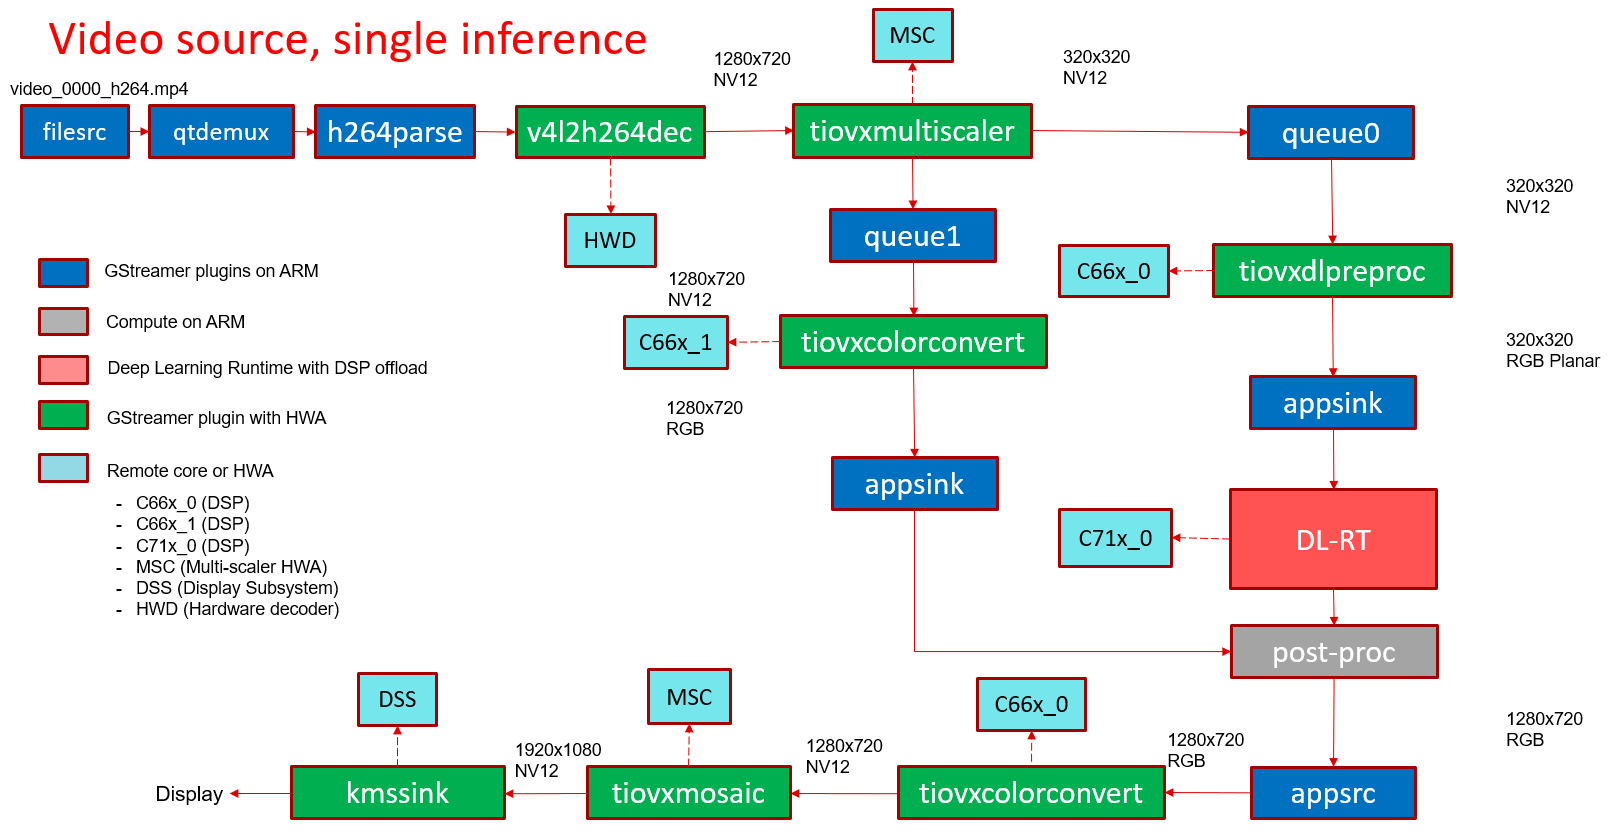 Video source, single inference
video_0000_h264.mp4
filesrc
qtdemux
h264parse
v4l2h264dec
1280x720
NV12
tiovxmultiscaler
MSC
320x320
NV12
queue0
HWD
queue1
320x320
NV12
C66x_0
tiovxdlpreproc
1280x720
NV12
C66x_1
tiovxcolorconvert
320x320
RGB Planar
1280x720
RGB
appsink
appsink
C71x_0
DL-RT
post-proc
GStreamer plugins on ARM
Compute on ARM
Deep Learning Runtime with DSP offload
GStreamer plugin with HWA
Remote core or HWA
- C66x_0 (DSP)
- C66x_1 (DSP)
- C71x_0 (DSP)
- MSC (Multi-scaler HWA)
- DSS (Display Subsystem)
- HWD (Hardware decoder)
DSS
MSC
C66x_0
1280x720
RGB
Display
kmssink
1920x1080
NV12
tiovxmosaic
1280x720
NV12
tiovxcolorconvert
1280x720
RGB
appsrc